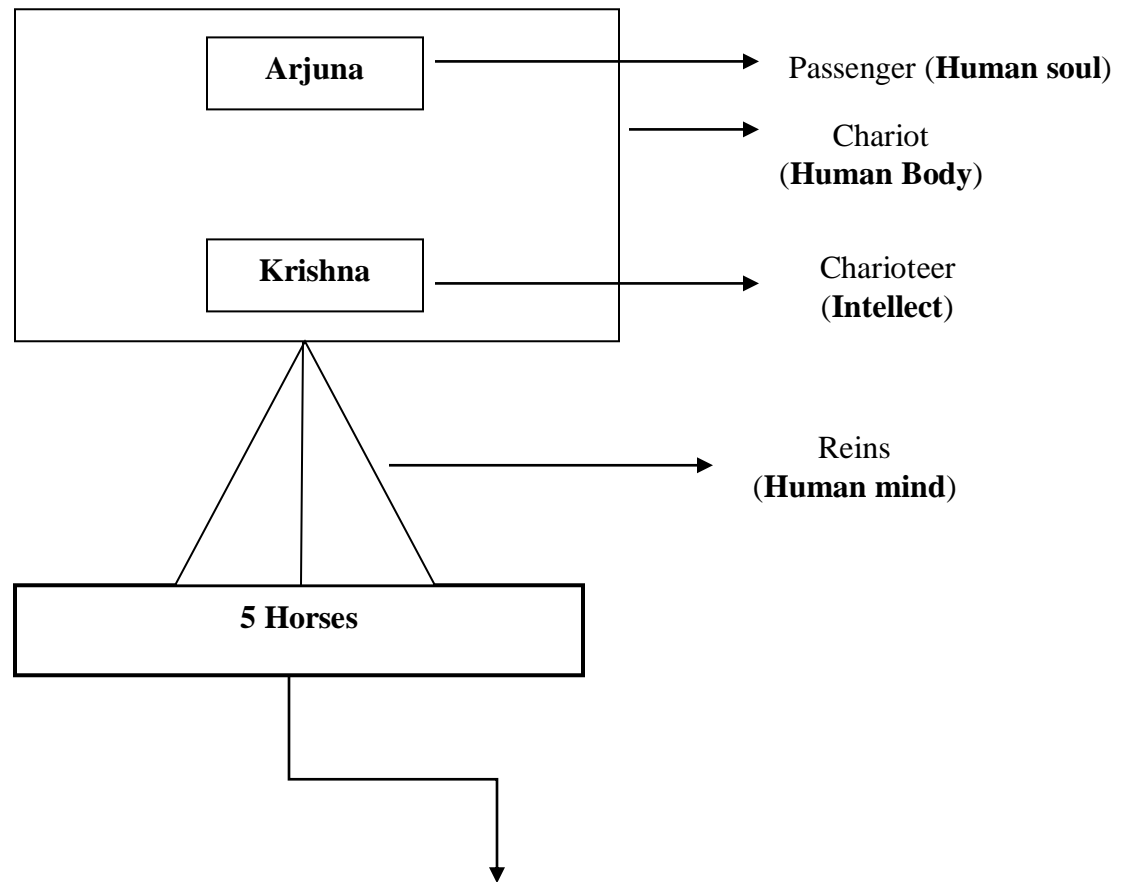 Arjuna
Passenger (Human soul)
Chariot
(Human Body)
Krishna
Charioteer
(Intellect)
Reins
(Human mind)
5 Horses